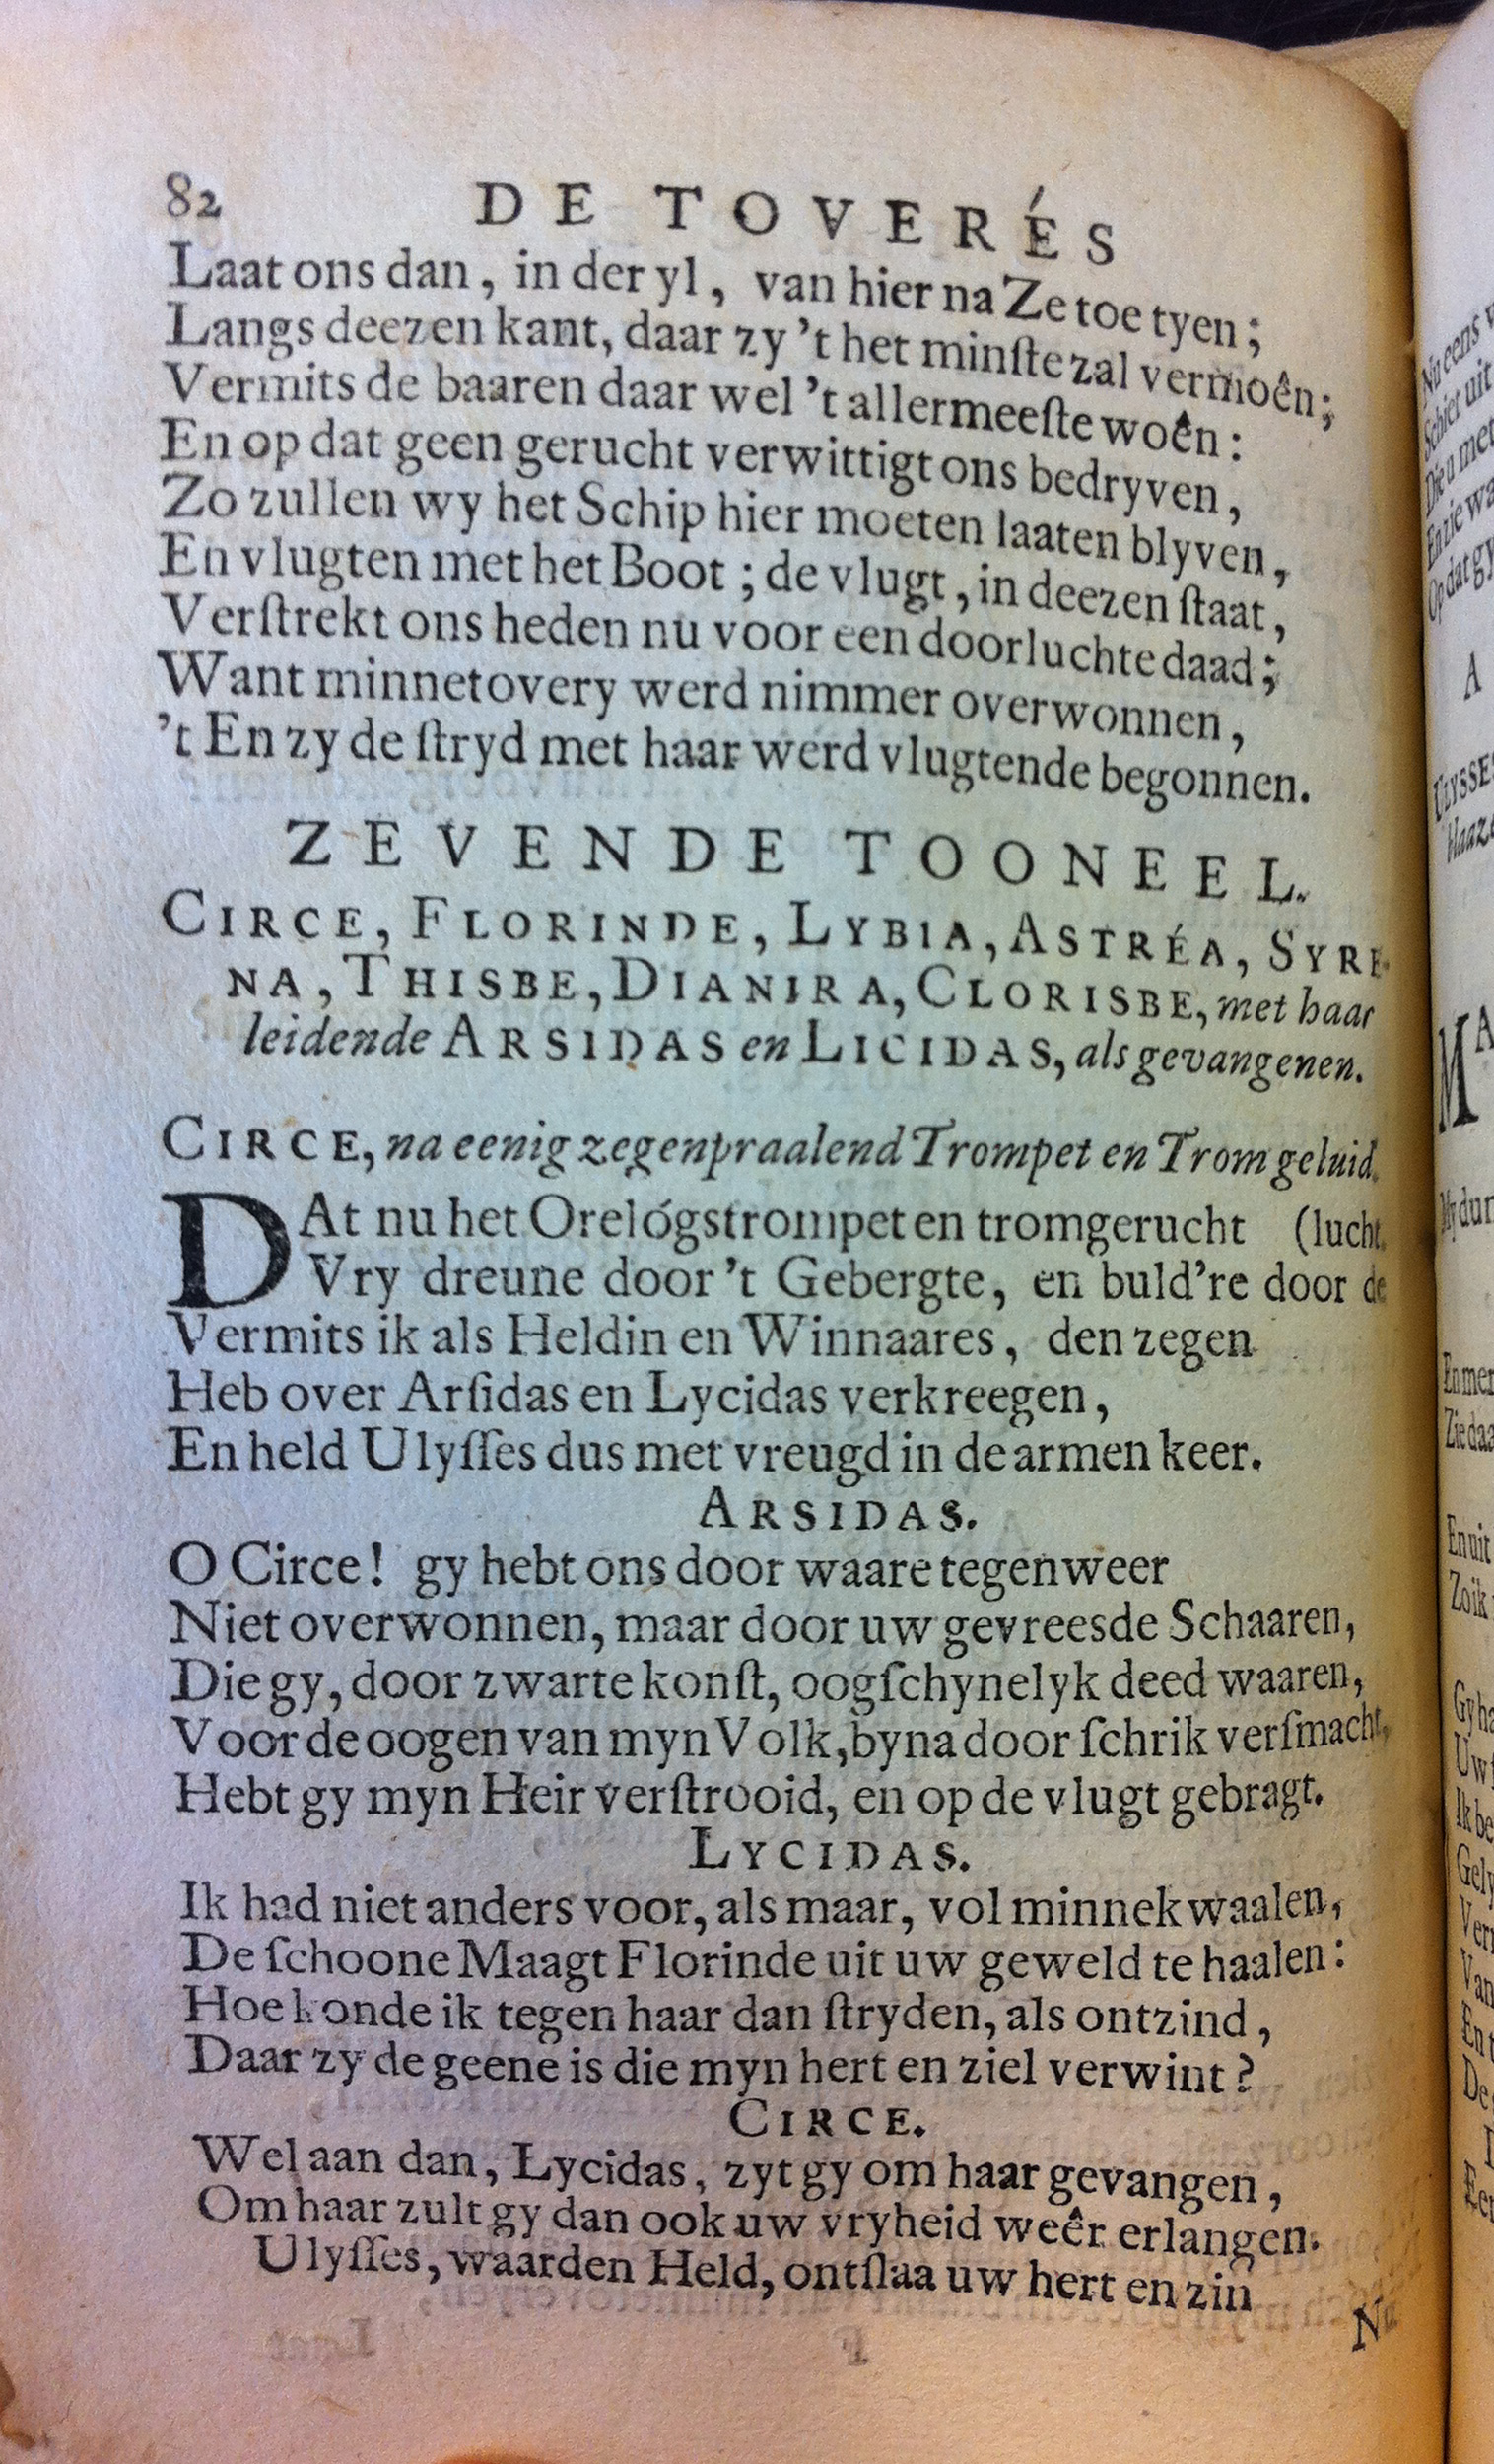 82 DE TOVERÉS
Laat ons dan, in der yl, van hier na Ze toe tyen;
Langs deezen kant, daar zy 't het minſte zal vermoên;
Vermits de baaren daar wel 't allermeeſte woên:
En op dat geen gerucht verwittigt ons bedryven,
Zo zullen wy het Schip hier moeten laaten blyven,
En vlugten met het Boot; de vlugt, in deezen ſtaat,
Verſtrekt ons heden nu voor een doorluchte daad;
Want minnetovery werd nimmer overwonnen,
't En zy de ſtryd met haar werd vlugtende begonnen.
ZEVENDE TOONEEL.
CIRCE, FLORINDE, LYBIA, ASTRÉA, SYRE-
NA, THISBE, DIANIRA, CLORISBE, met haar
leidende ARSIDAS en LICIDAS, als gevangenen.
CIRCE, na eenig zegenpraalend Trompet en Trom geluid.
DAt nu het Orelógstrompet en tromgerucht (lucht.
Vry dreune door 't Gebergte, en buld're door de
Vermits ik als Heldin en Winnaares, den zegen
Heb over Arſidas en Lycidas verkreegen,
En held Ulyſſes dus met vreugd in de armen keer.
ARSIDAS.
O Circe! gy hebt ons door waare tegenweer
Niet overwonnen, maar door uw gevreesde Schaaren,
Die gy, door zwarte konſt, oogſchynelyk deed waaren,
Voor de oogen van myn Volk, byna door ſchrik verſmacht,
Hebt gy myn Heir verſtrooid, en op de vlugt gebragt.
LYCIDAS.
Ik had niet anders voor, als maar, vol minnekwaalen,
De ſchoone Maagt Florinde uit uw geweld te haalen:
Hoe konde ik tegen haar dan ſtryden, als ontzind,
Daar zy de geene is die myn hert en ziel verwint?
CIRCE.
Wel aan dan, Lycidas, zyt gy om haar gevangen,
Om haar zult gy dan ook uw vryheid weêr erlangen.
Ulyſſes, waarden Held, ontſlaa uw hert en zin
Nu